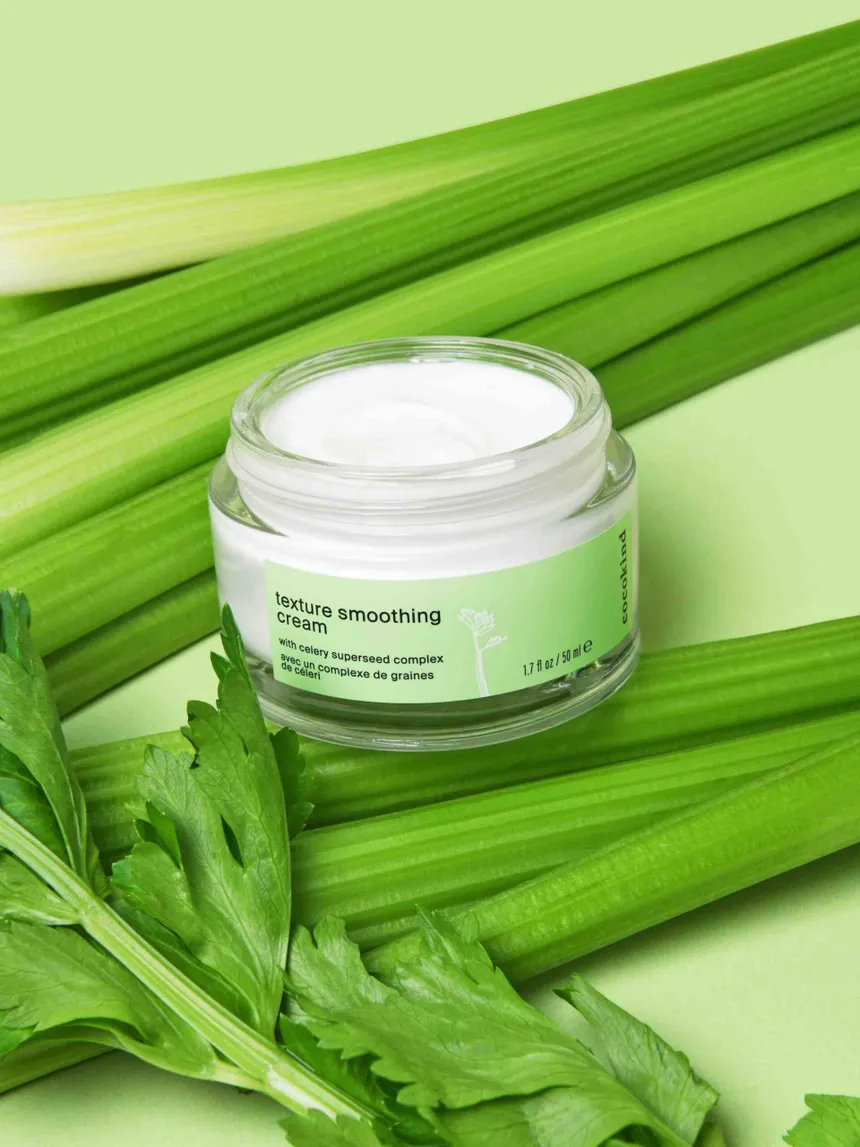 texture smoothing
cream
with celery superseed complex
avec un complexe de graines
de céleri
1.7 fl oz / 50 ml ℮
cocokind